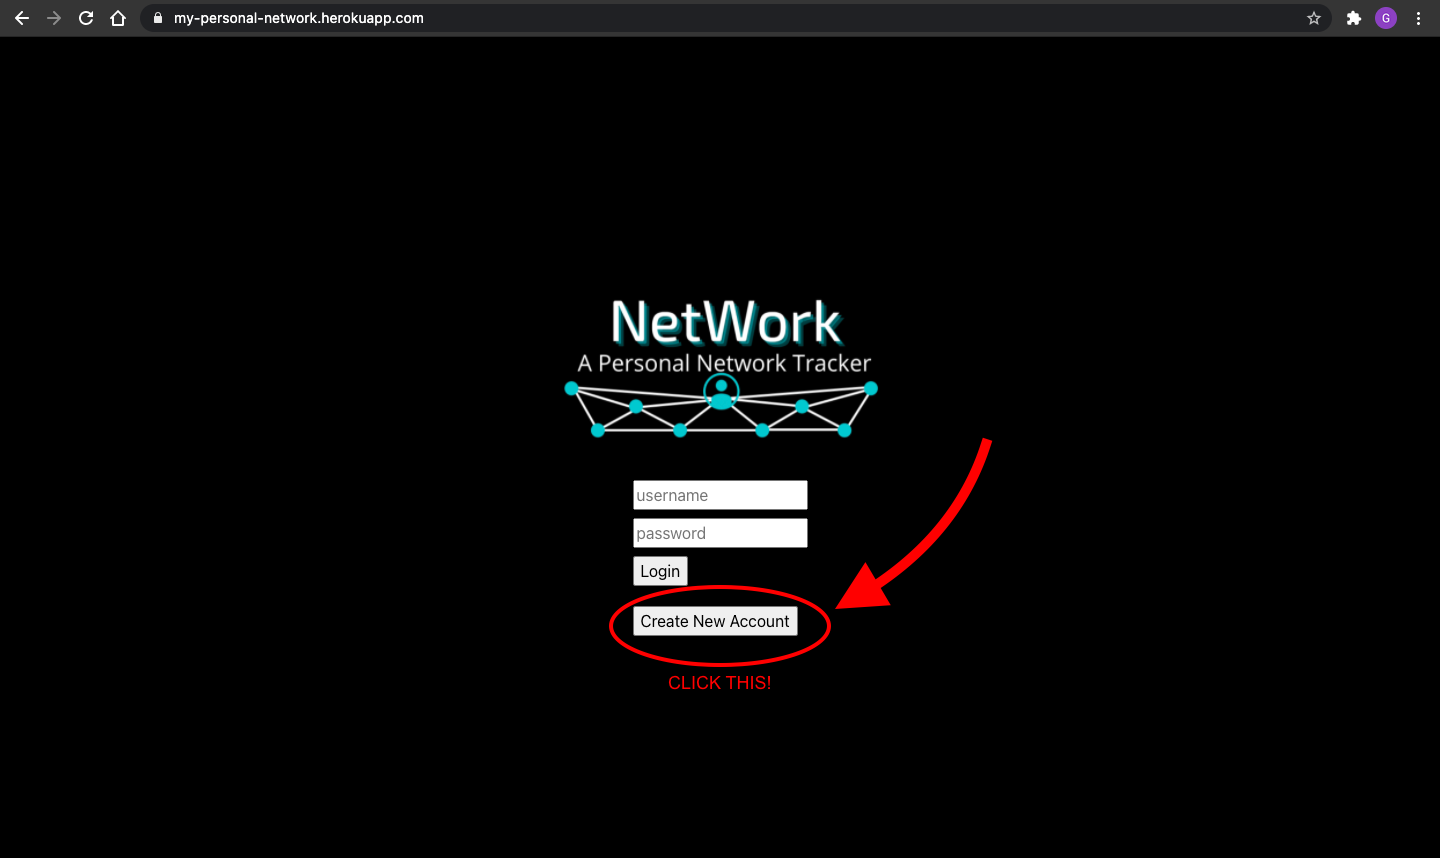 my-personal-network.herokuapp.com
G
NetWork
A Personal Network Tracker
username
password
Login
Create New Account
CLICK THIS!